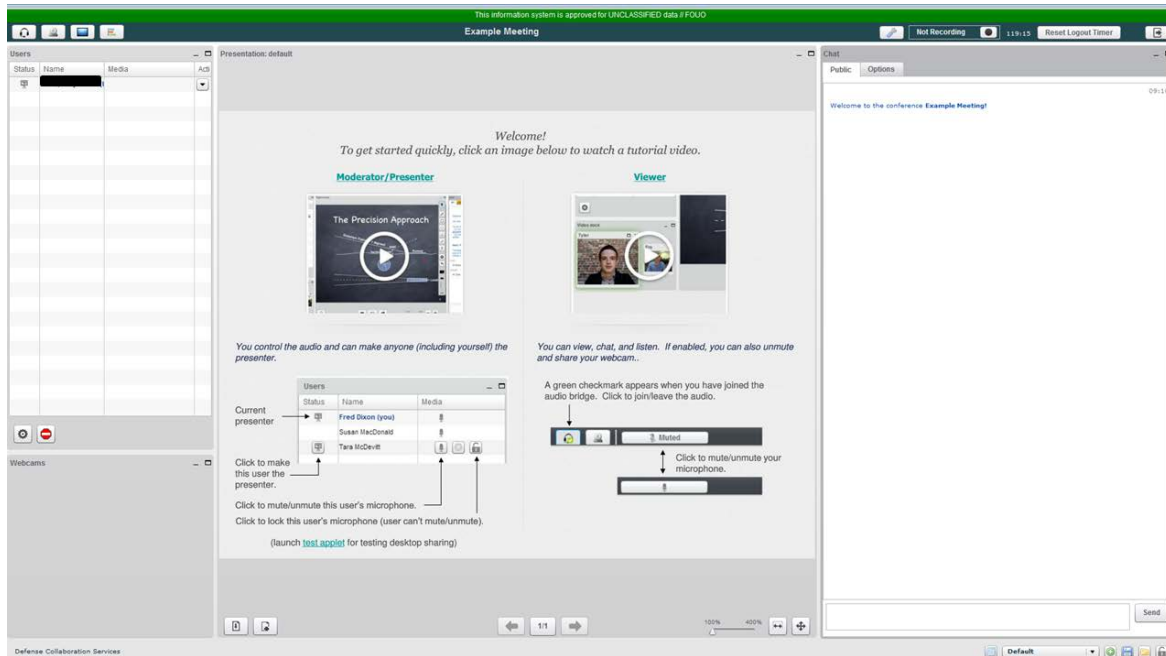 This information system is approved for UNCLASSIFIED data // FOUO
Example Meeting
Not Recording
119:15
Reset Logout Timer
Users
Status Name Media Acti
Webcams
Presentation: default
Welcome!
To get started quickly, click an image below to watch a tutorial video.
Moderator/Presenter
The Precision Approach
You control the audio and can make anyone (including yourself) the
presenter.
Users
Status Name Media
Current
presenter
Fred Dixon (you)
Susan MacDonald
Tara McDevitt
Click to make
this user the
presenter.
Click to mute/unmute this user's microphone.
Click to lock this user's microphone (user can't mute/unmute).
(launch test applet for testing desktop sharing)
Viewer
Video dock
Tyler
You can view, chat, and listen. If enabled, you can also unmute
and share your webcam..
A green checkmark appears when you have joined the
audio bridge. Click to join/leave the audio.
Muted
Click to mute/unmute your
microphone.
1/1
100% 400%
Chat
Public Options
Welcome to the conference Example Meeting!
Send
Defense Collaboration Services
Default